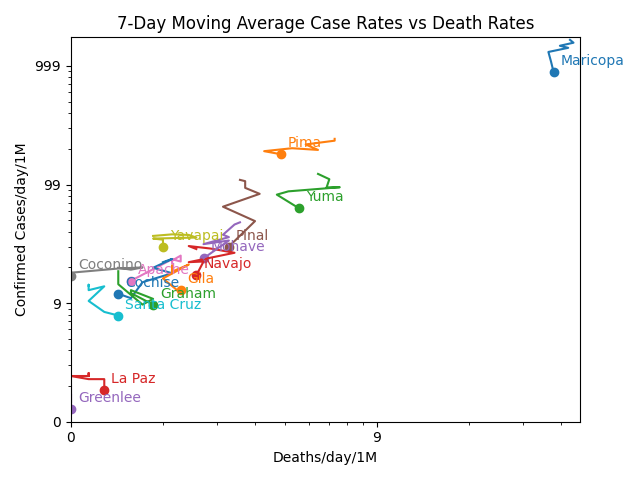 7-Day Moving Average Case Rates vs Death Rates
Confirmed Cases/day/1M
999
99
9
0
Maricopa
Pima
Yuma
Yavapai
Pinal
Mohave
Navajo
Coconino
Apache
Cochise
Gila
Graham
Santa Cruz
La Paz
Greenlee
0
9
Deaths/day/1M